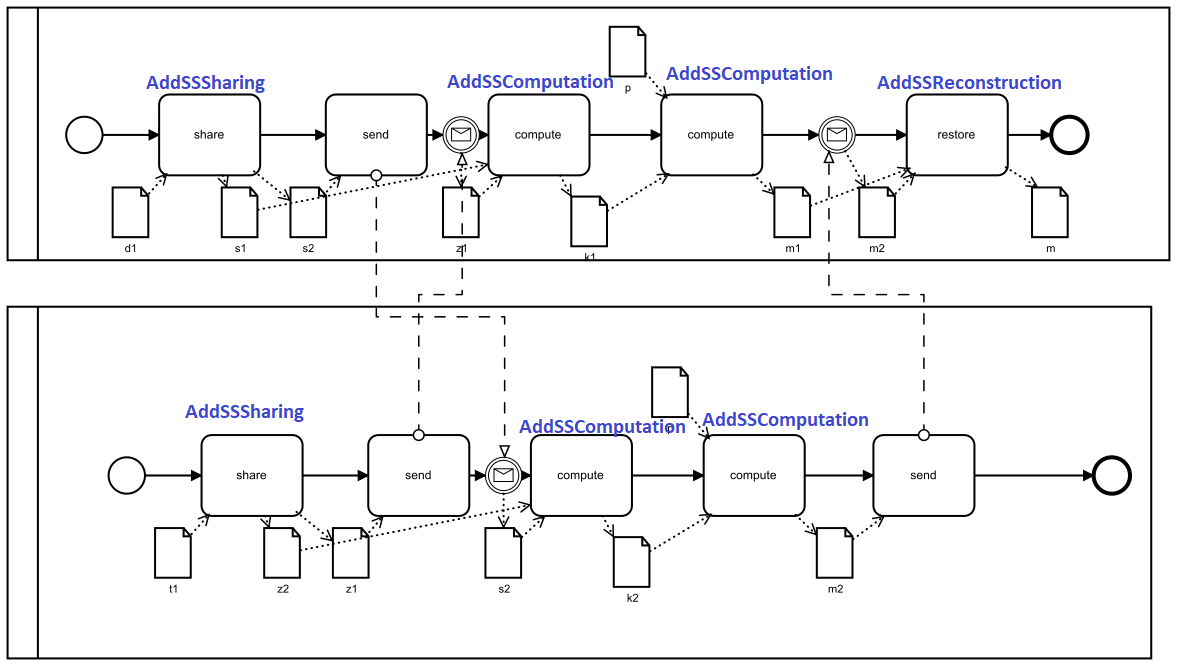 p
AddSSSharing
AddSSComputation
AddSSComputation
AddSSReconstruction
share
send
compute
compute
restore
d1
s1
s2
z1
k1
m1
m2
m
AddSSSharing
AddSSComputation
AddSSComputation
share
send
compute
compute
send
t1
z2
z1
s2
k2
m2